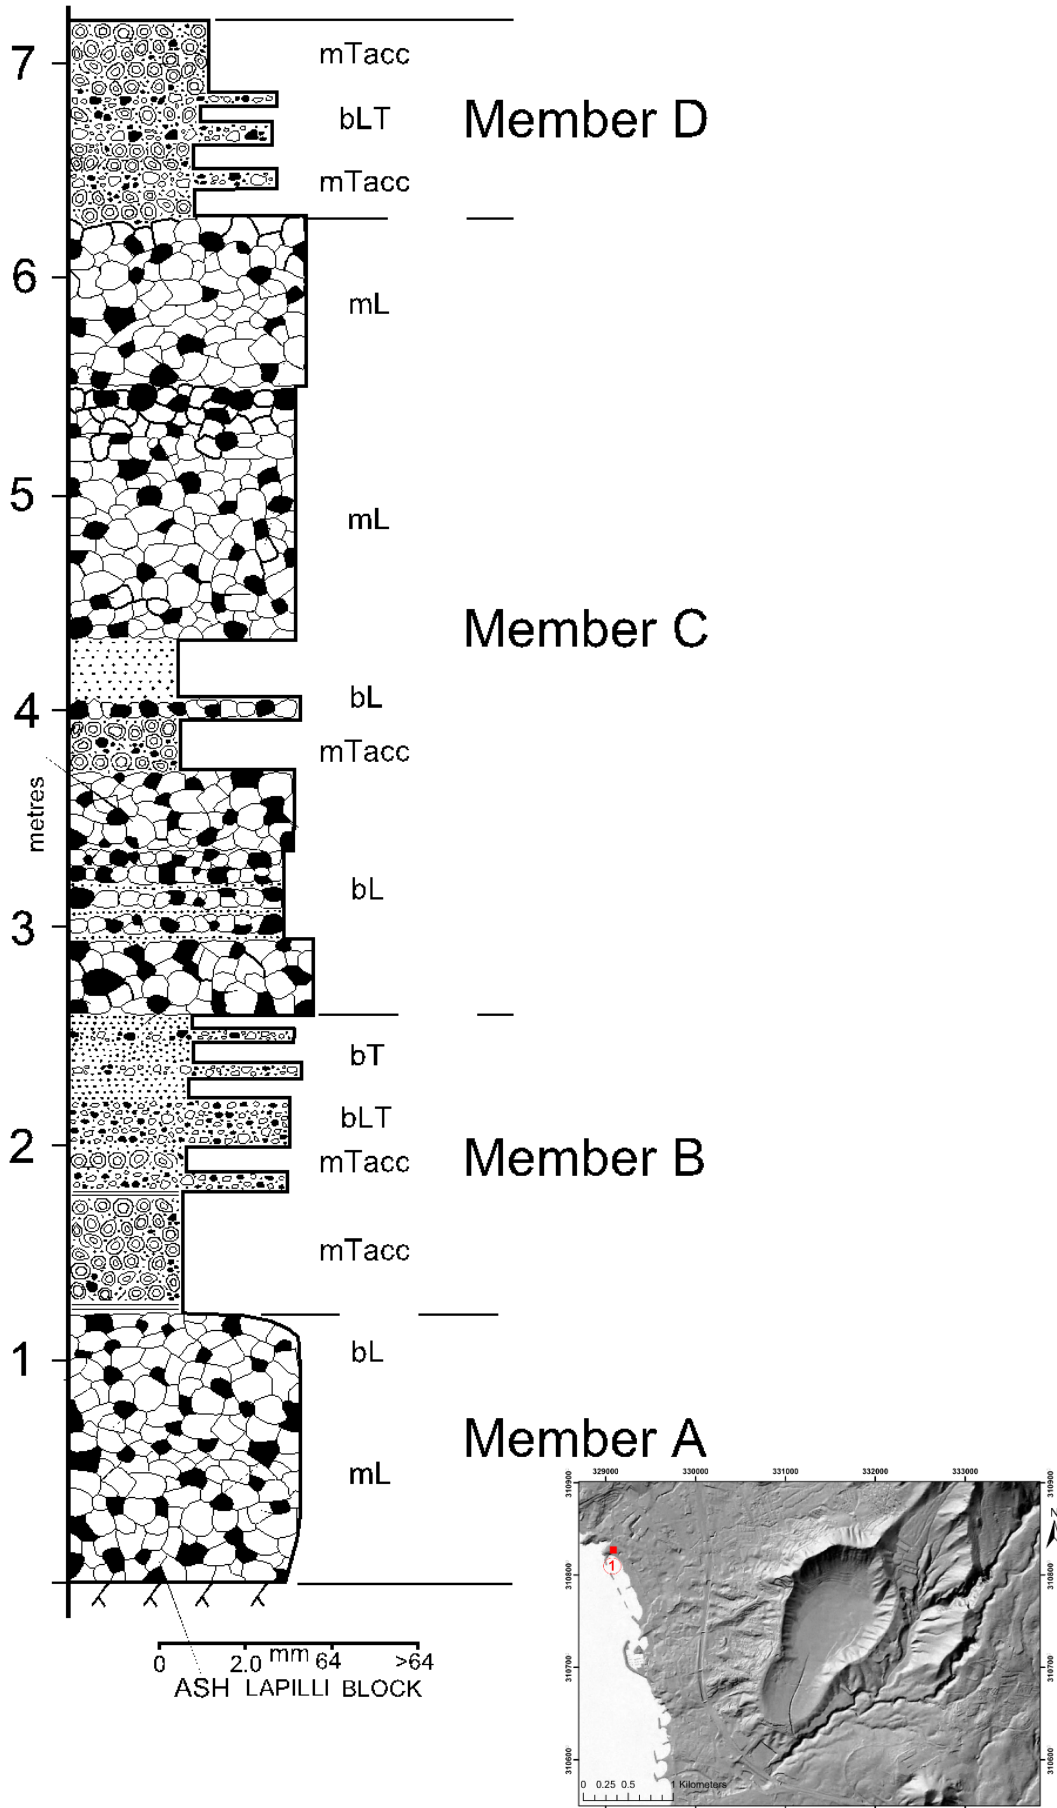 7
mTacc
bLT
Member D
mTacc
6
mL
5
mL
Member C
bL
4
mTacc
metres
bL
3
bT
bLT
2
mTacc
Member B
mTacc
1
bL
Member A
mL
0 2.0 mm 64 >64
ASH LAPILLI BLOCK
329000 330000 331000 332000 333000
310900
310900
N
310800
310800
1
310700
310700
310600
310600
0 0.25 0.5 1 Kilometers